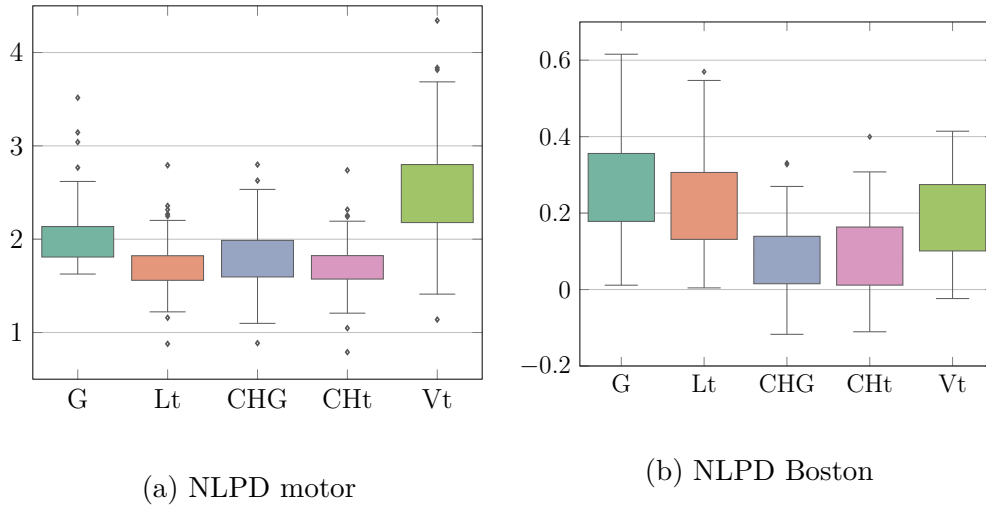 4
3
2
1
G Lt CHG CHt Vt
(a) NLPD motor
0.6
0.4
0.2
0
−0.2
G Lt CHG CHt Vt
(b) NLPD Boston